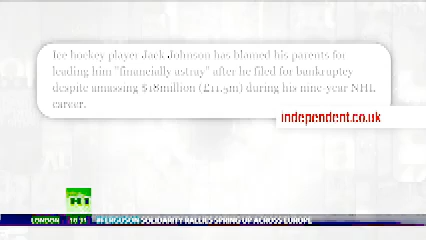 Ice hockey player Jack Johnson has blamed his parents for
leading him "financially astray" after he filed for bankruptcy
despite amassing $18million (£11.5m) during his nine-year NHL
career.
independent.co.uk
RT
LONDON 10:21 #FERGUSON SOLIDARITY RALLIES SPRING UP ACROSS EUROPE